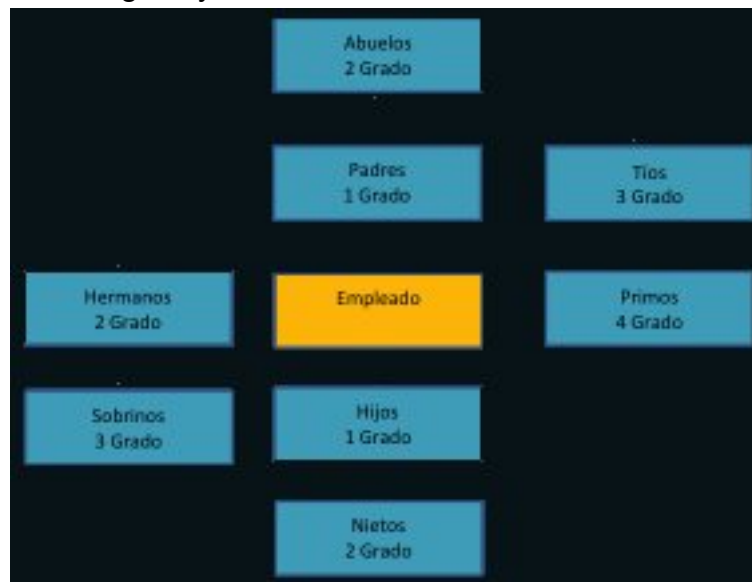 Abuelos
2 Grado
Padres
1 Grado
Tíos
3 Grado
Hermanos
2 Grado
Empleado
Primos
4 Grado
Sobrinos
3 Grado
Hijos
1 Grado
Nietos
2 Grado